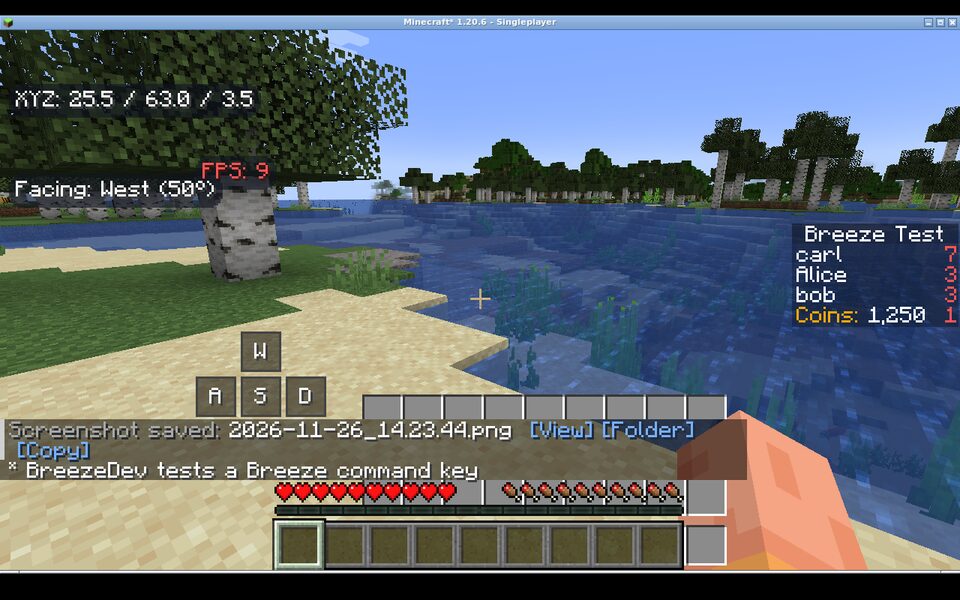 Minecraft* 1.20.6 - Singleplayer
XYZ: 25.5 / 63.0 / 3.5
FPS: 9
Facing: West (50°)
Breeze Test
carl 7
Alice 3
bob 3
Coins: 1,250 1
W
A S D
Screenshot saved: 2026-11-26_14.23.44.png [View] [Folder]
[Copy]
* BreezeDev tests a Breeze command key